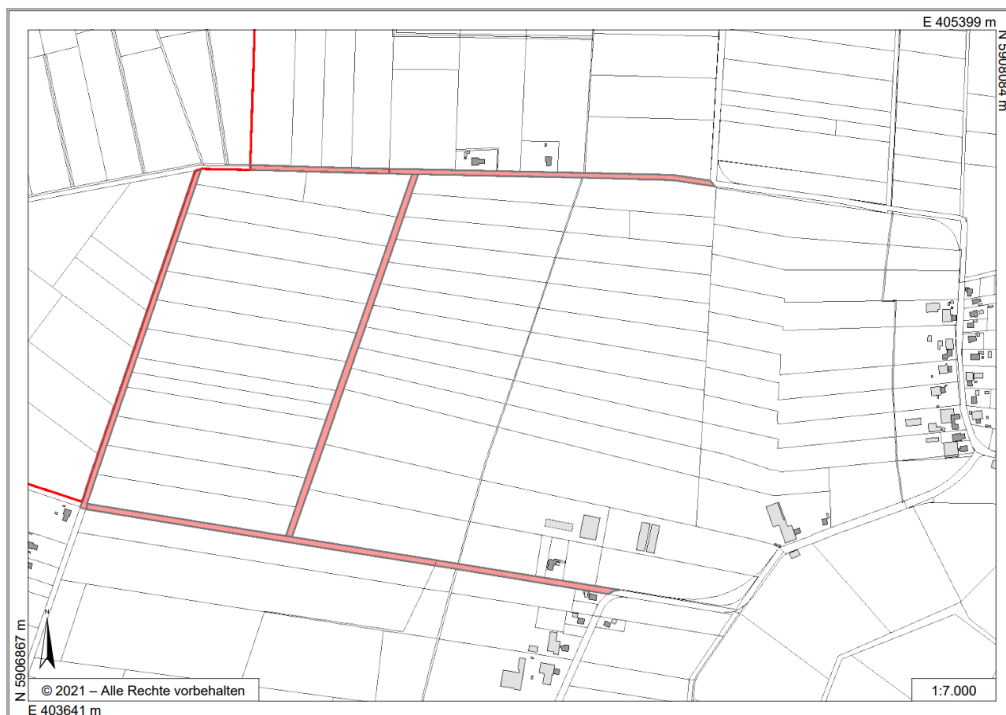 E 405399 m
N 5908084 m
N
N 5906867 m
© 2021 – Alle Rechte vorbehalten
1:7.000
E 403641 m